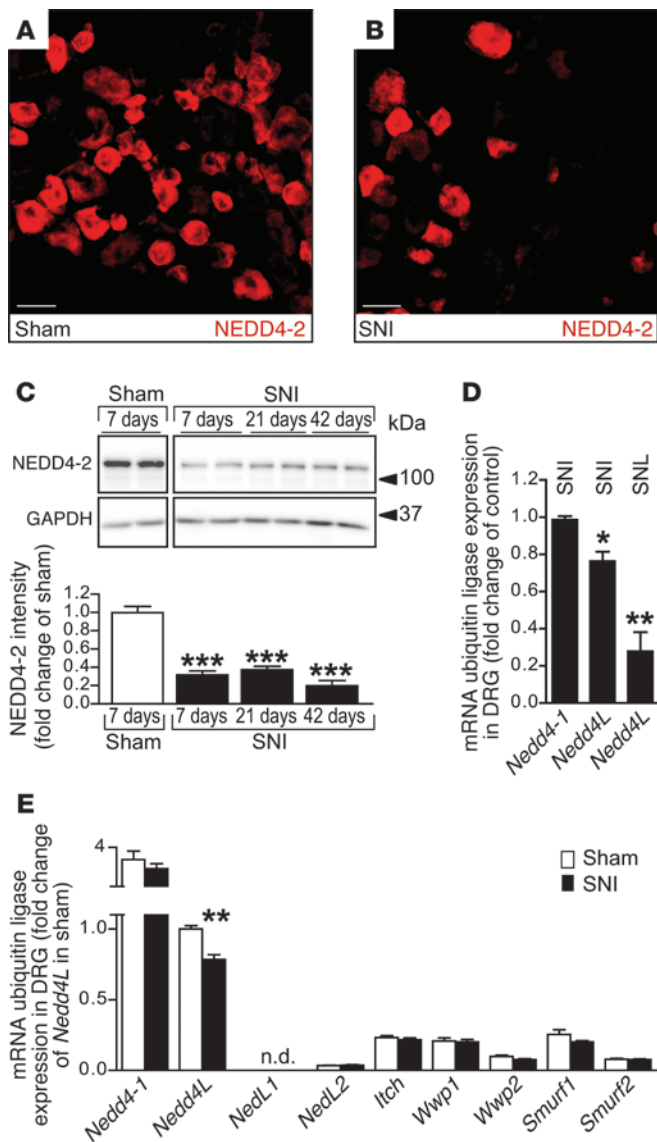 A
B
Sham NEDD4-2
SNI NEDD4-2
C
Sham SNI
7 days 7 days 21 days 42 days kDa
NEDD4-2
100
GAPDH
37
NEDD4-2 intensity
(fold change of sham)
1.2
1.0
0.8
0.6
0.4
0.2
0
*** *** ***
7 days 7 days 21 days 42 days
Sham SNI
D
SNI SNI SNL
mRNA ubiquitin ligase expression
in DRG (fold change of control)
1.2
1.0
0.8
0.6
0.4
0.2
0
* **
Nedd4-1 Nedd4L Nedd4L
E
mRNA ubiquitin ligase
expression in DRG (fold change
of Nedd4L in sham)
4
1.0
0.5
0.0
**
n.d.
Sham
SNI
Nedd4-1 Nedd4L NedL1 NedL2 Itch Wwp1 Wwp2 Smurf1 Smurf2